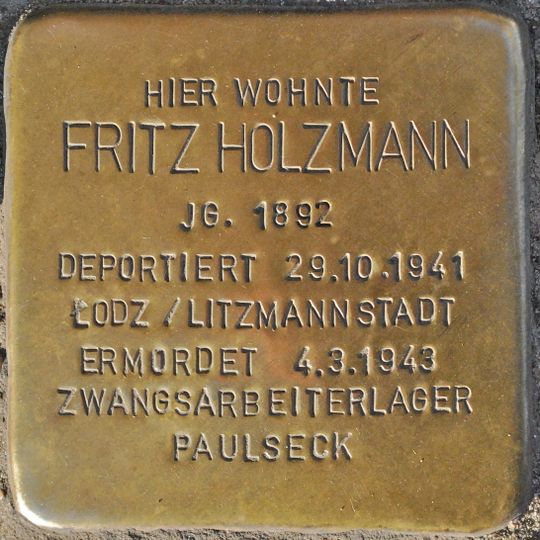 HIER WOHNTE
FRITZ HOLZMANN
JG. 1892
DEPORTIERT 29.10.1941
ŁODZ / LITZMANNSTADT
ERMORDET 4.3.1943
ZWANGSARBEITERLAGER
PAULSECK